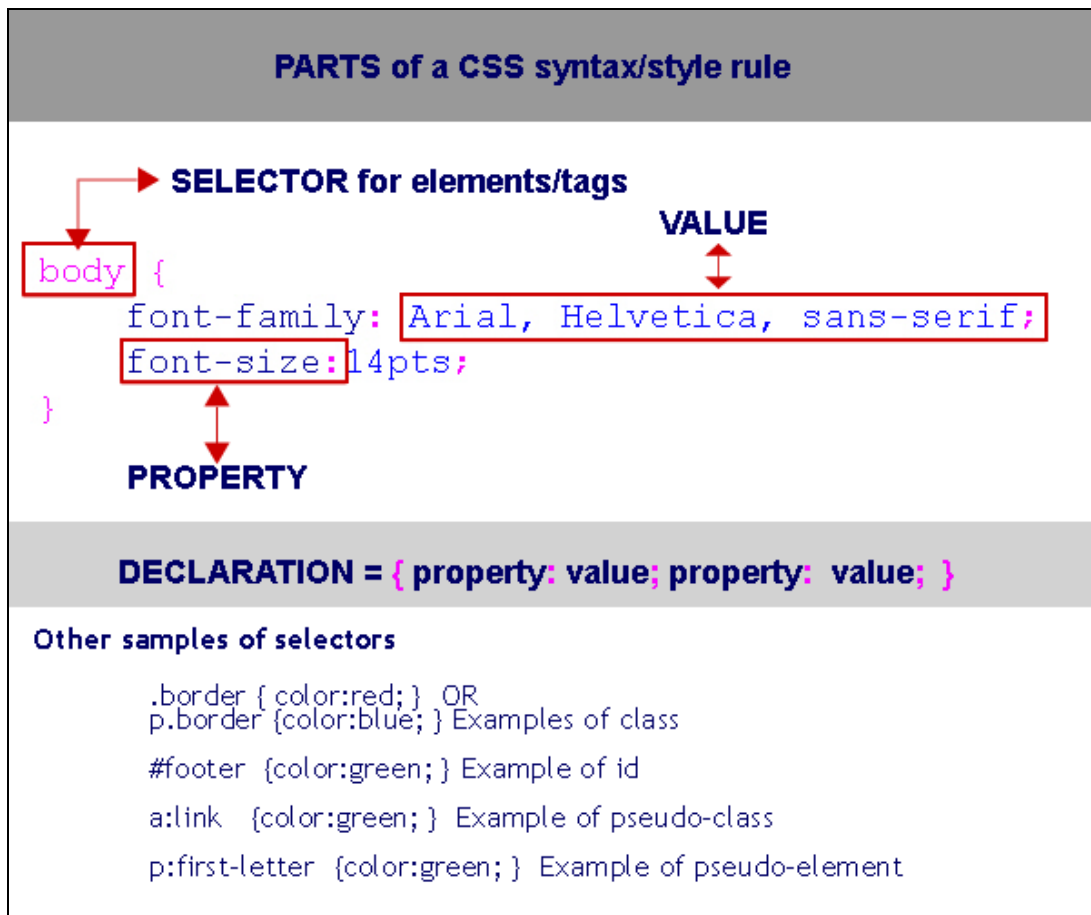 PARTS of a CSS syntax/style rule
SELECTOR for elements/tags
VALUE
body {
font-family: Arial, Helvetica, sans-serif;
font-size:14pts;
}
PROPERTY
DECLARATION = { property: value; property: value; }
Other samples of selectors
.border { color:red; } OR
p.border {color:blue; } Examples of class
#footer {color:green; } Example of id
a:link {color:green; } Example of pseudo-class
p:first-letter {color:green; } Example of pseudo-element